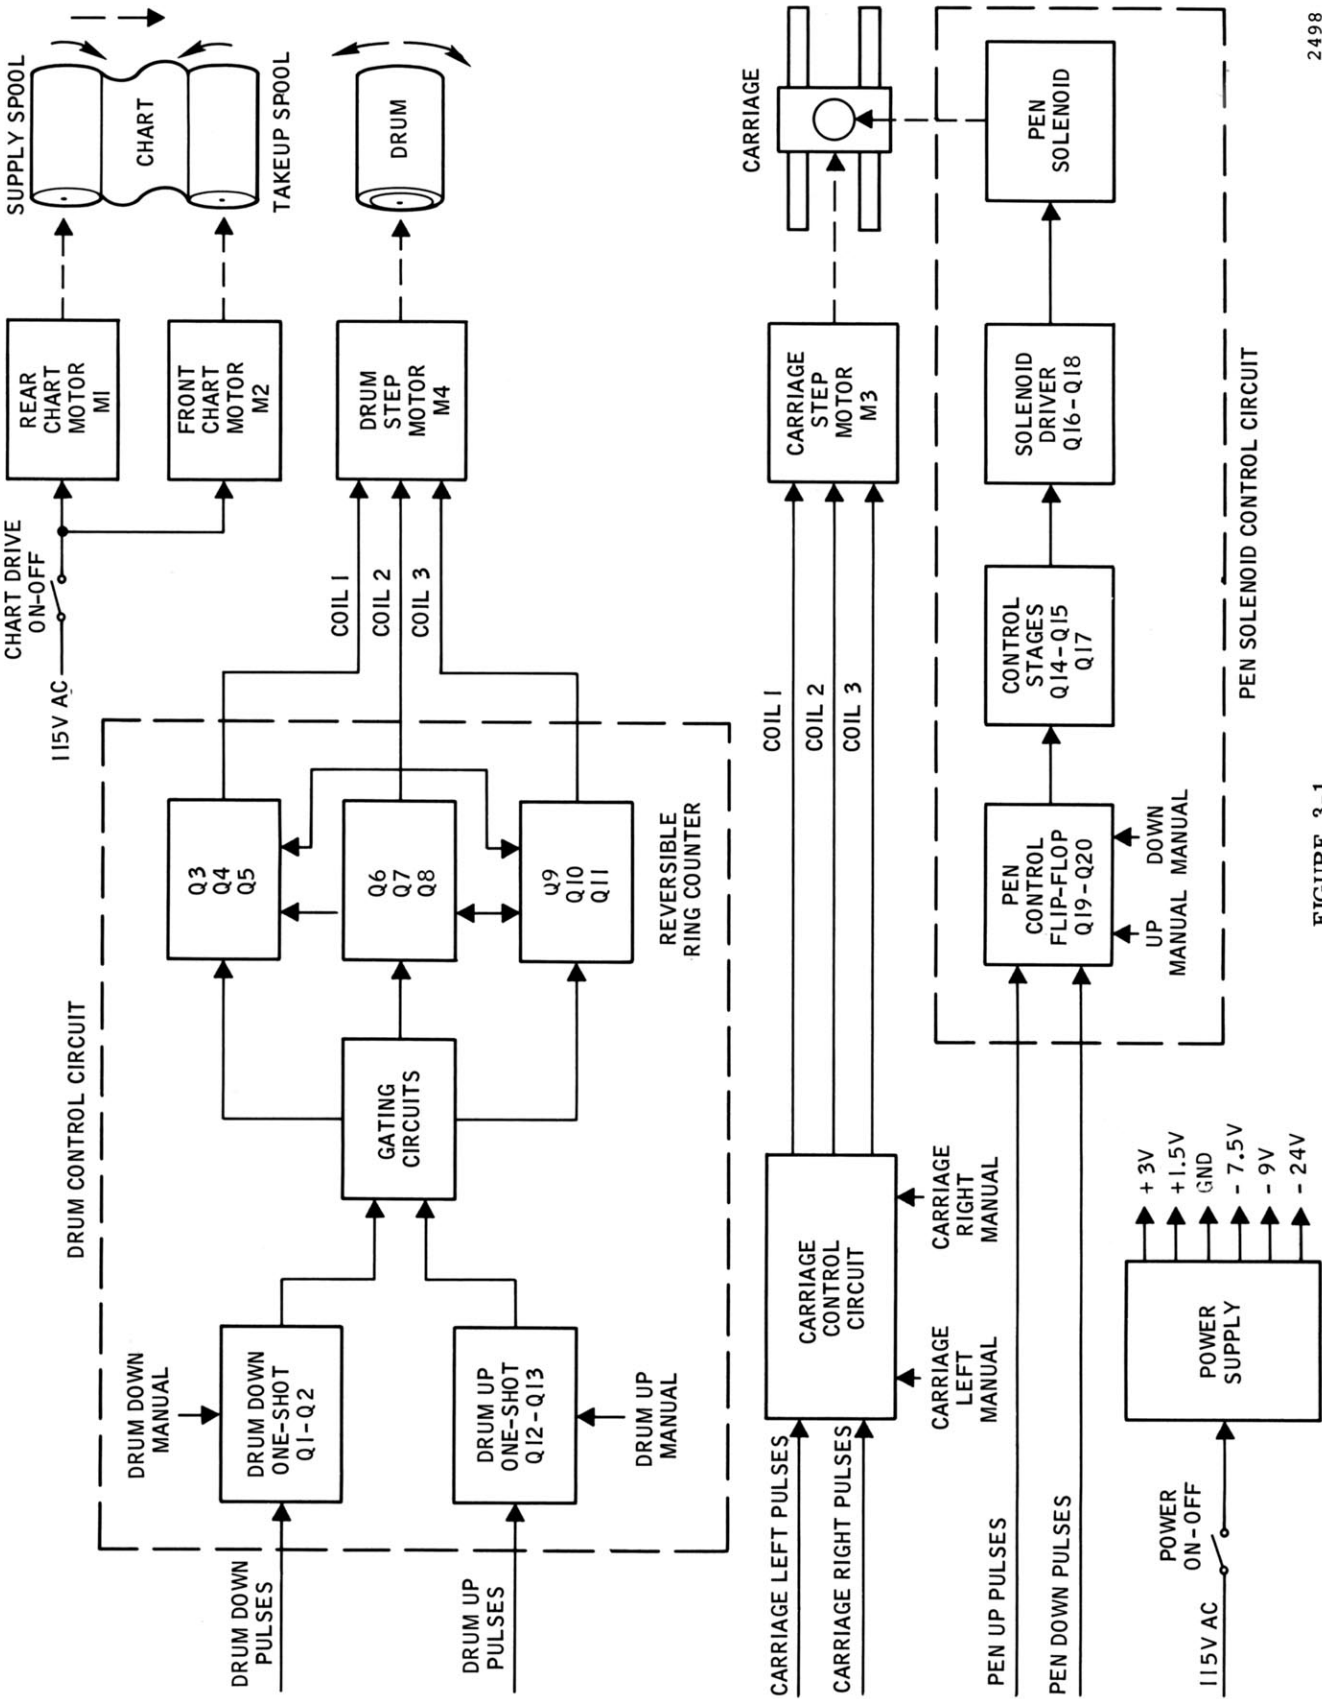 DRUM DOWN
PULSES
DRUM UP
PULSES
DRUM CONTROL CIRCUIT
DRUM DOWN
MANUAL
DRUM DOWN
ONE-SHOT
Q1-Q2
DRUM UP
ONE-SHOT
Q12-Q13
DRUM UP
MANUAL
GATING
CIRCUITS
Q3
Q4
Q5
Q6
Q7
Q8
Q9
Q10
Q11
REVERSIBLE
RING COUNTER
115V AC
CHART DRIVE
ON-OFF
COIL 1
COIL 2
COIL 3
REAR
CHART
MOTOR
M1
FRONT
CHART
MOTOR
M2
DRUM
STEP
MOTOR
M4
SUPPLY SPOOL
CHART
TAKEUP SPOOL
DRUM
CARRIAGE LEFT PULSES
CARRIAGE RIGHT PULSES
CARRIAGE
CONTROL
CIRCUIT
CARRIAGE
LEFT
MANUAL
CARRIAGE
RIGHT
MANUAL
COIL 1
COIL 2
COIL 3
CARRIAGE
STEP
MOTOR
M3
CARRIAGE
PEN UP PULSES
PEN DOWN PULSES
PEN
CONTROL
FLIP-FLOP
Q19-Q20
UP
MANUAL
DOWN
MANUAL
CONTROL
STAGES
Q14-Q15
Q17
SOLENOID
DRIVER
Q16-Q18
PEN
SOLENOID
PEN SOLENOID CONTROL CIRCUIT
115V AC
POWER
ON-OFF
POWER
SUPPLY
+3V
+1.5V
GND
-7.5V
-9V
-24V
FIGURE 3-1
2498